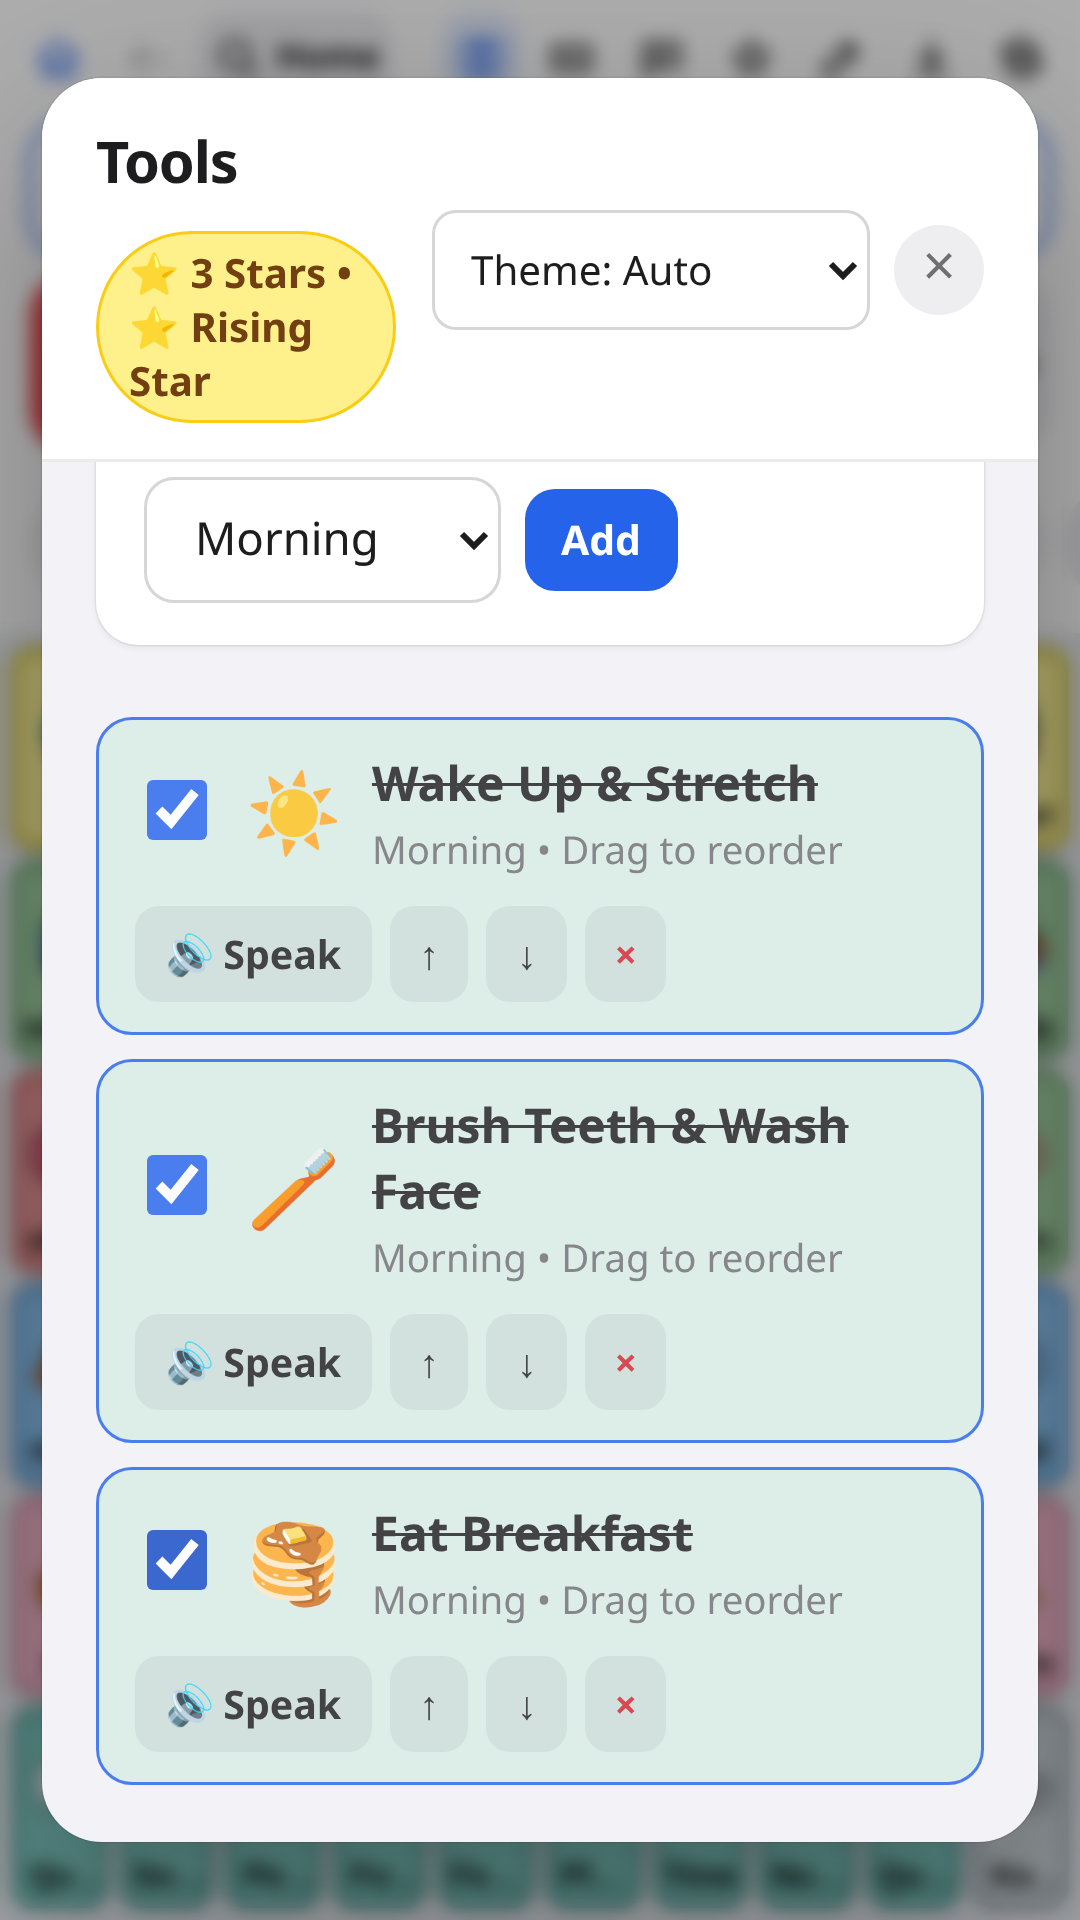 Home
Tools
⭐ 3 Stars •
⭐ Rising
Star
Theme: Auto
×
Morning
Add
Wake Up & Stretch
Morning • Drag to reorder
🔊 Speak ↑ ↓ ×
Brush Teeth & Wash
Face
Morning • Drag to reorder
🔊 Speak ↑ ↓ ×
Eat Breakfast
Morning • Drag to reorder
🔊 Speak ↑ ↓ ×